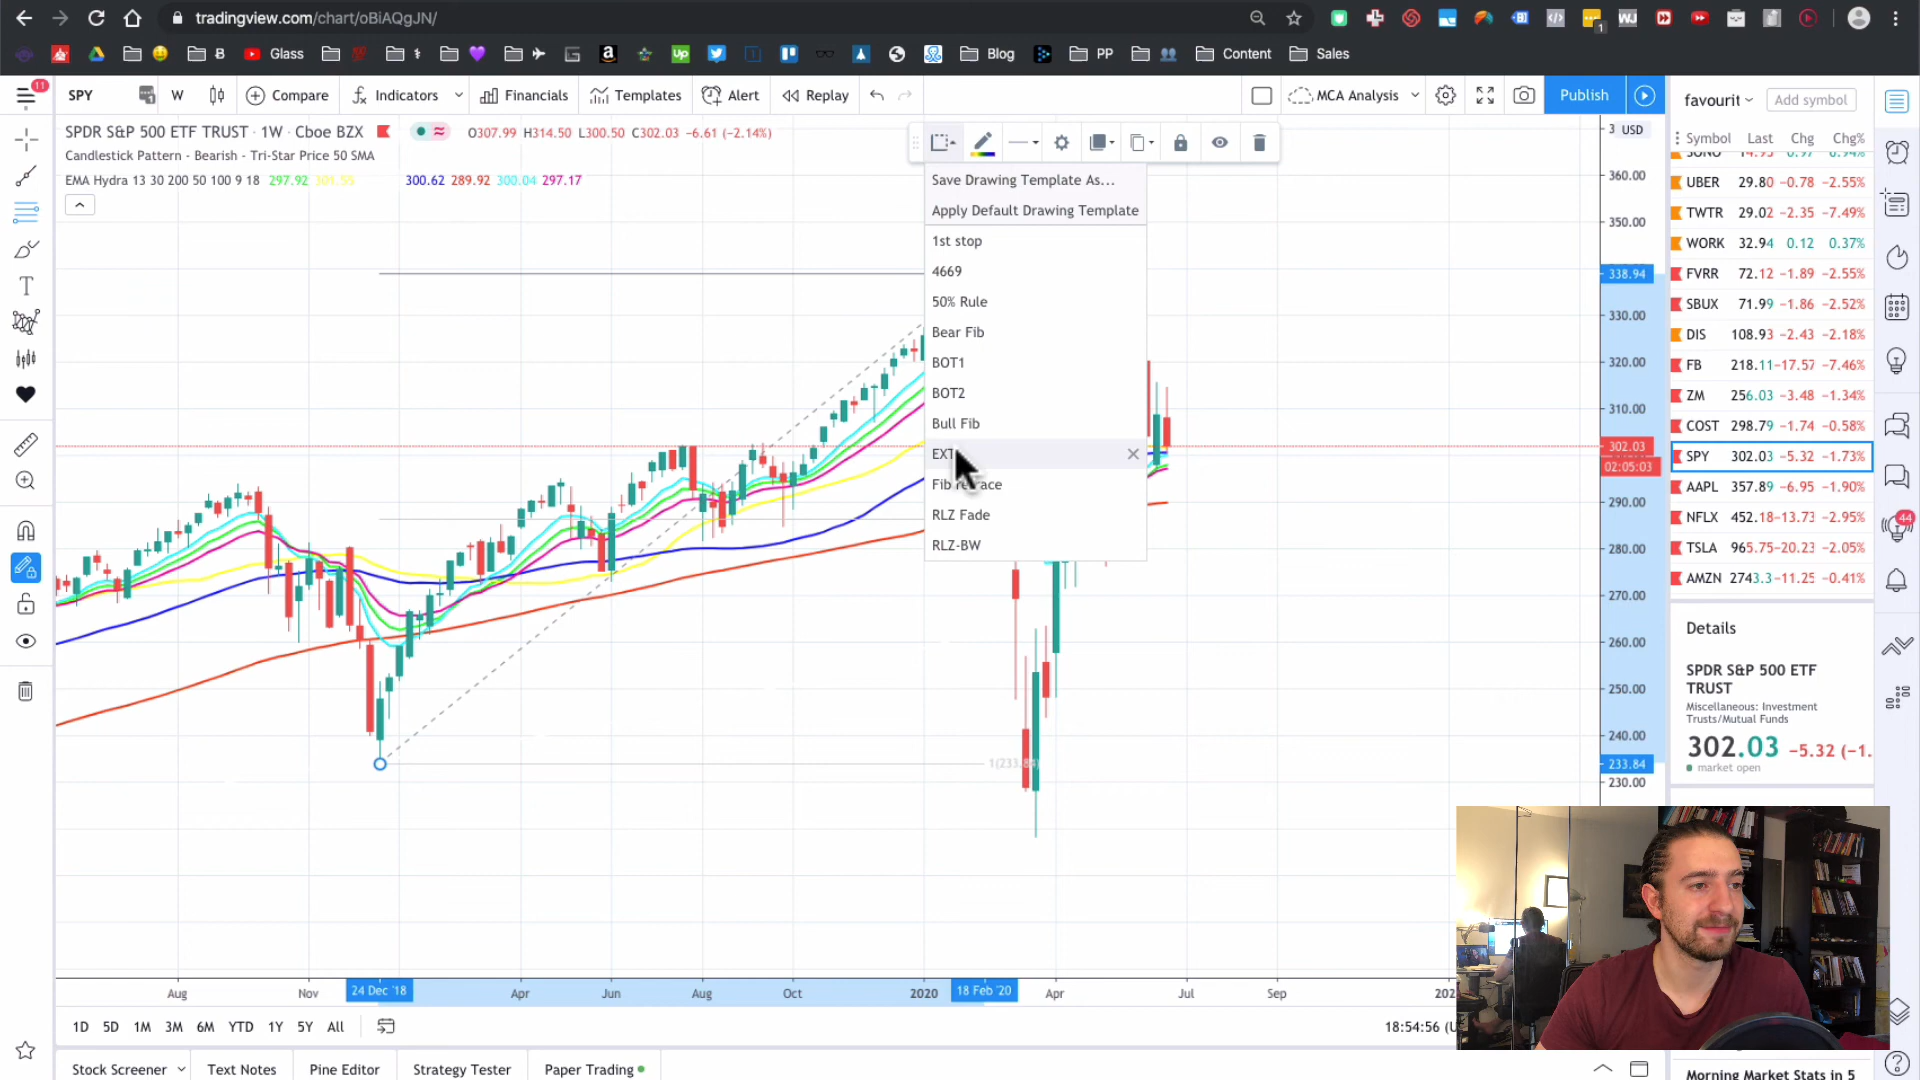 tradingview.com/chart/oBiAQgJN/
1
Glass
B
up
Blog
PP
Content
Sales
11
SPY
W
Compare
Indicators
Financials
Templates
Alert
Replay
MCA Analysis
Publish
favourit
Add symbol
SPDR S&P 500 ETF TRUST · 1W · Cboe BZX
O307.99 H314.50 L300.50 C302.03 −6.61 (−2.14%)
Candlestick Pattern - Bearish - Tri-Star Price 50 SMA
EMA Hydra 13 30 200 50 100 9 18 297.92 300.62 289.92 300.04 297.17
Save Drawing Template As...
Apply Default Drawing Template
1st stop
4669
50% Rule
Bear Fib
BOT1
BOT2
Bull Fib
EXT
RLZ Fade
RLZ-BW
1(233.84)
3 USD
360.00
350.00
338.94
330.00
320.00
310.00
302.03
02:05:03
290.00
280.00
270.00
260.00
250.00
240.00
233.84
230.00
Symbol Last Chg Chg%
UBER 29.80 −0.78 −2.55%
TWTR 29.02 −2.35 −7.49%
WORK 32.94 0.12 0.37%
FVRR 72.12 −1.89 −2.55%
SBUX 71.99 −1.86 −2.52%
DIS 108.93 −2.43 −2.18%
FB 218.11 −17.57 −7.46%
ZM 256.03 −3.48 −1.34%
COST 298.79 −1.74 −0.58%
SPY 302.03 −5.32 −1.73%
AAPL 357.89 −6.95 −1.90%
NFLX 452.18 −13.73 −2.95%
TSLA 965.75 −20.23 −2.05%
AMZN 2743.3 −11.25 −0.41%
44
Details
SPDR S&P 500 ETF
TRUST
Miscellaneous: Investment
Trusts/Mutual Funds
302.03 −5.32 (−1.
market open
Aug
Nov
24 Dec '18
Apr
Jun
Aug
Oct
2020
18 Feb '20
Apr
Jul
Sep
202
1D 5D 1M 3M 6M YTD 1Y 5Y All
18:54:56 (U
Stock Screener
Text Notes
Pine Editor
Strategy Tester
Paper Trading
Morning Market Stats in 5